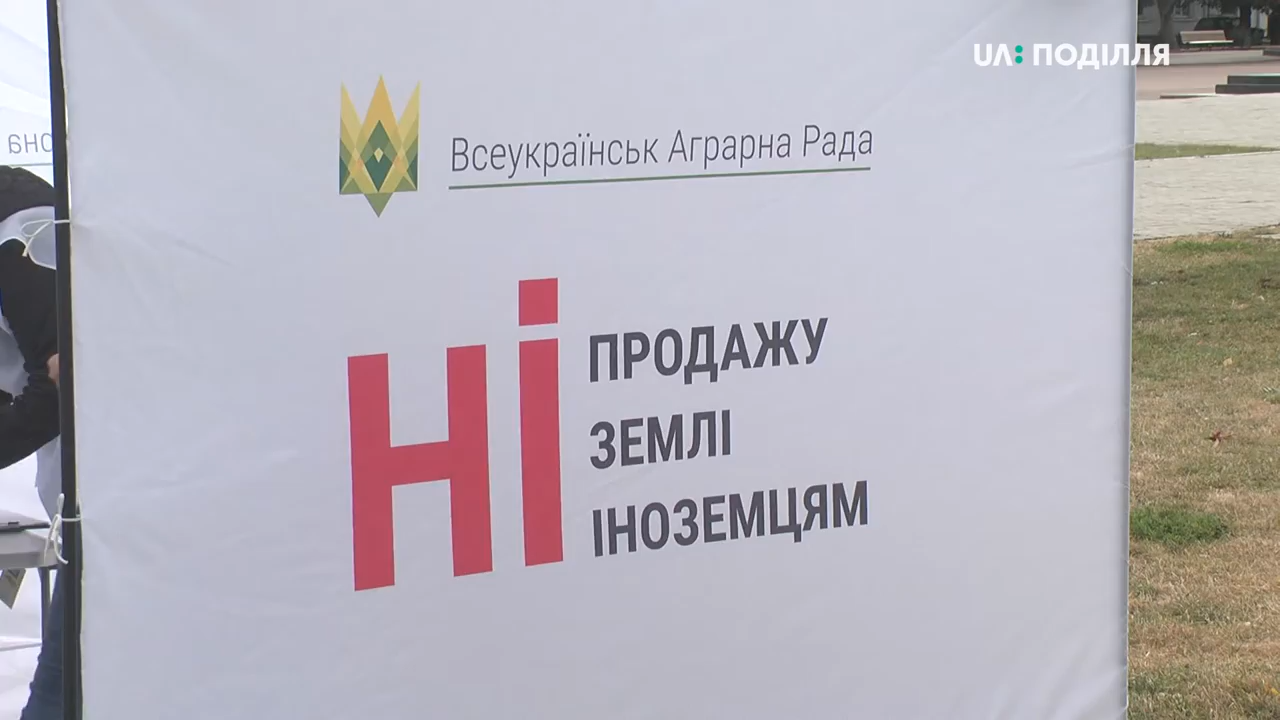 UA: ПОДІЛЛЯ
Всеукраїнськ Аграрна Рада
НІ
ПРОДАЖУ
ЗЕМЛІ
ІНОЗЕМЦЯМ